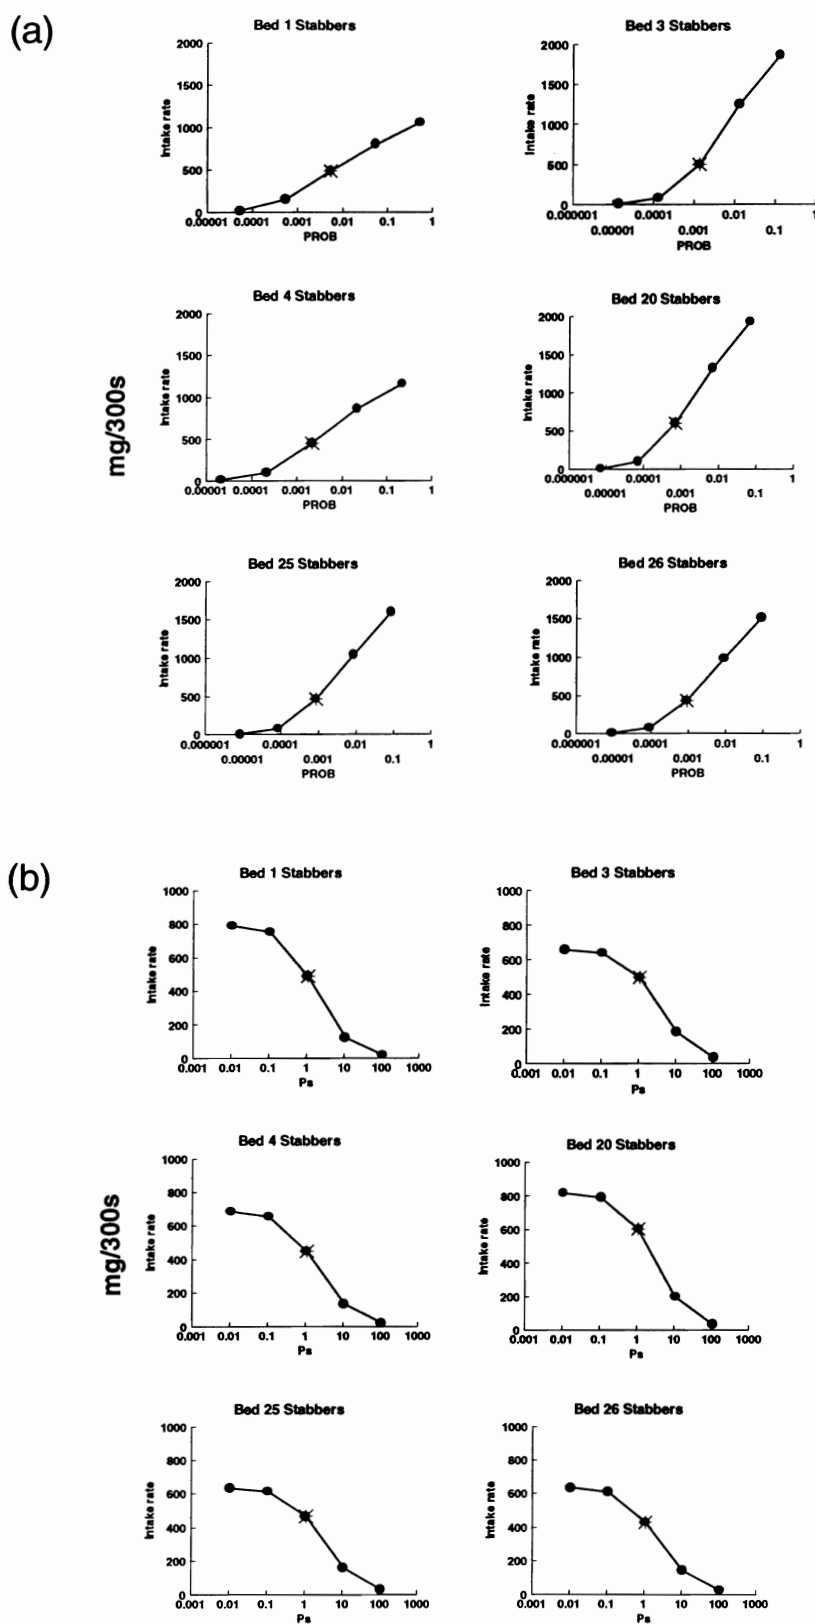 (a)
Bed 1 Stabbers
2000
1500
1000
500
0
Intake rate
0.00001 0.0001 0.001 0.01 0.1 1
PROB
Bed 3 Stabbers
2000
1500
1000
500
0
Intake rate
0.000001 0.0001 0.01 1
0.00001 0.001 0.1
PROB
mg/300s
Bed 4 Stabbers
2000
1500
1000
500
0
Intake rate
0.00001 0.0001 0.001 0.01 0.1 1
PROB
Bed 20 Stabbers
2000
1500
1000
500
0
Intake rate
0.000001 0.0001 0.01 1
0.00001 0.001 0.1
PROB
Bed 25 Stabbers
2000
1500
1000
500
0
Intake rate
0.000001 0.0001 0.01 1
0.00001 0.001 0.1
PROB
Bed 26 Stabbers
2000
1500
1000
500
0
Intake rate
0.000001 0.0001 0.01 1
0.00001 0.001 0.1
PROB
(b)
Bed 1 Stabbers
1000
800
600
400
200
0
Intake rate
0.001 0.01 0.1 1 10 100 1000
Ps
Bed 3 Stabbers
1000
800
600
400
200
0
Intake rate
0.001 0.01 0.1 1 10 100 1000
Ps
mg/300s
Bed 4 Stabbers
1000
800
600
400
200
0
Intake rate
0.001 0.01 0.1 1 10 100 1000
Ps
Bed 20 Stabbers
1000
800
600
400
200
0
Intake rate
0.001 0.01 0.1 1 10 100 1000
Ps
Bed 25 Stabbers
1000
800
600
400
200
0
Intake rate
0.001 0.01 0.1 1 10 100 1000
Ps
Bed 26 Stabbers
1000
800
600
400
200
0
Intake rate
0.001 0.01 0.1 1 10 100 1000
Ps